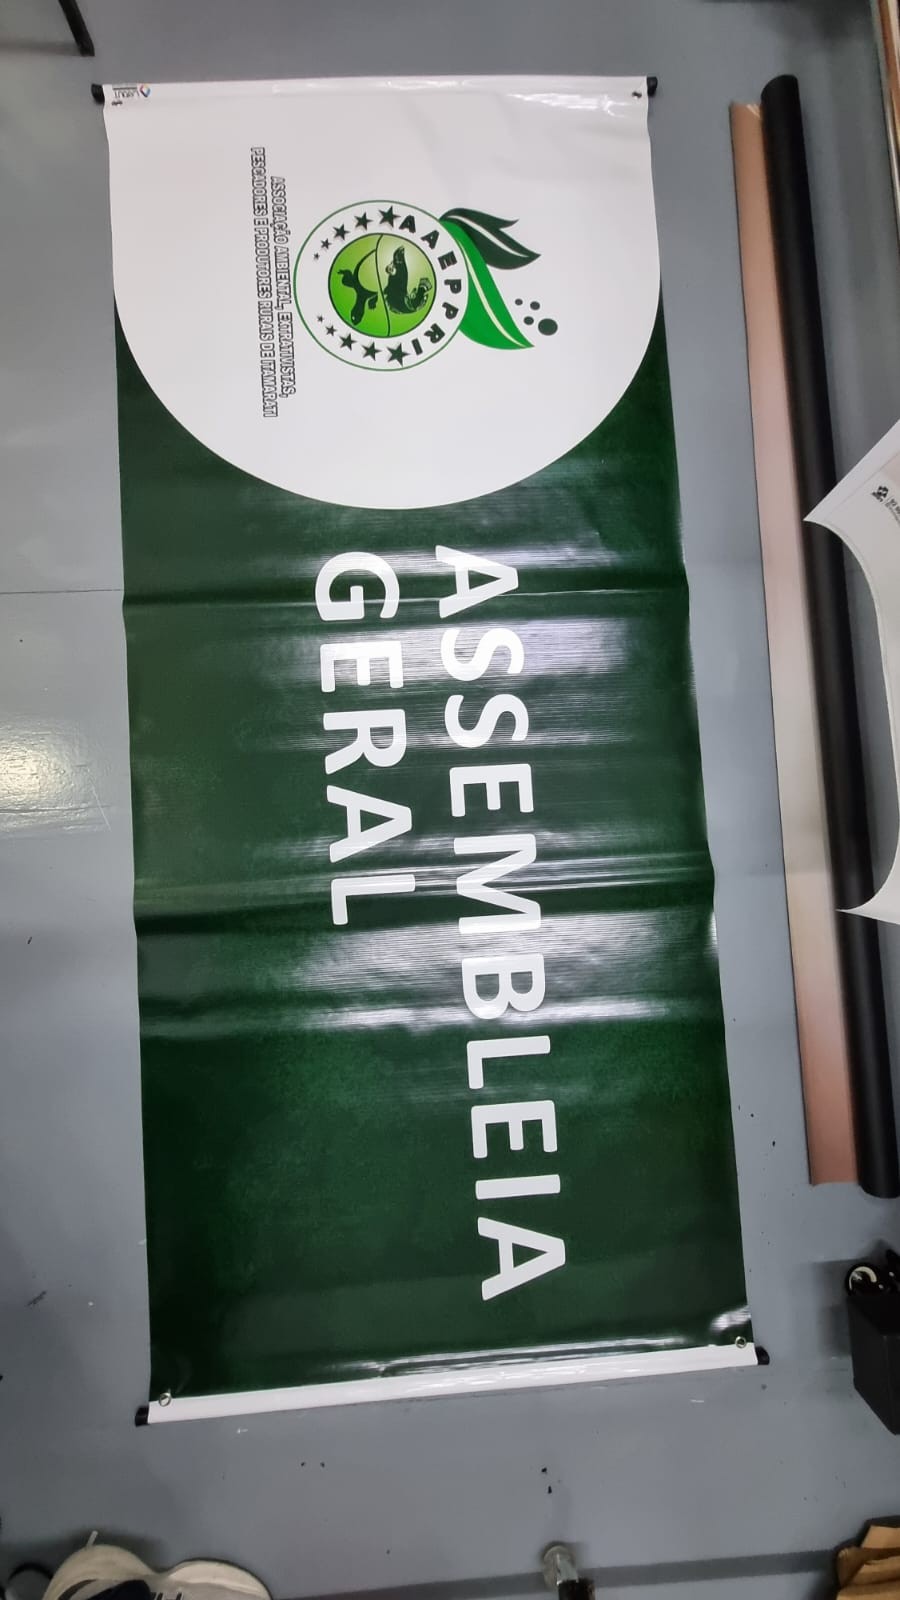 AAEPPRI
ASSOCIAÇÃO AMBIENTAL, EXTRATIVISTAS,
PESCADORES E PRODUTORES RURAIS DE ITAMARATI
ASSEMBLEIA
GERAL